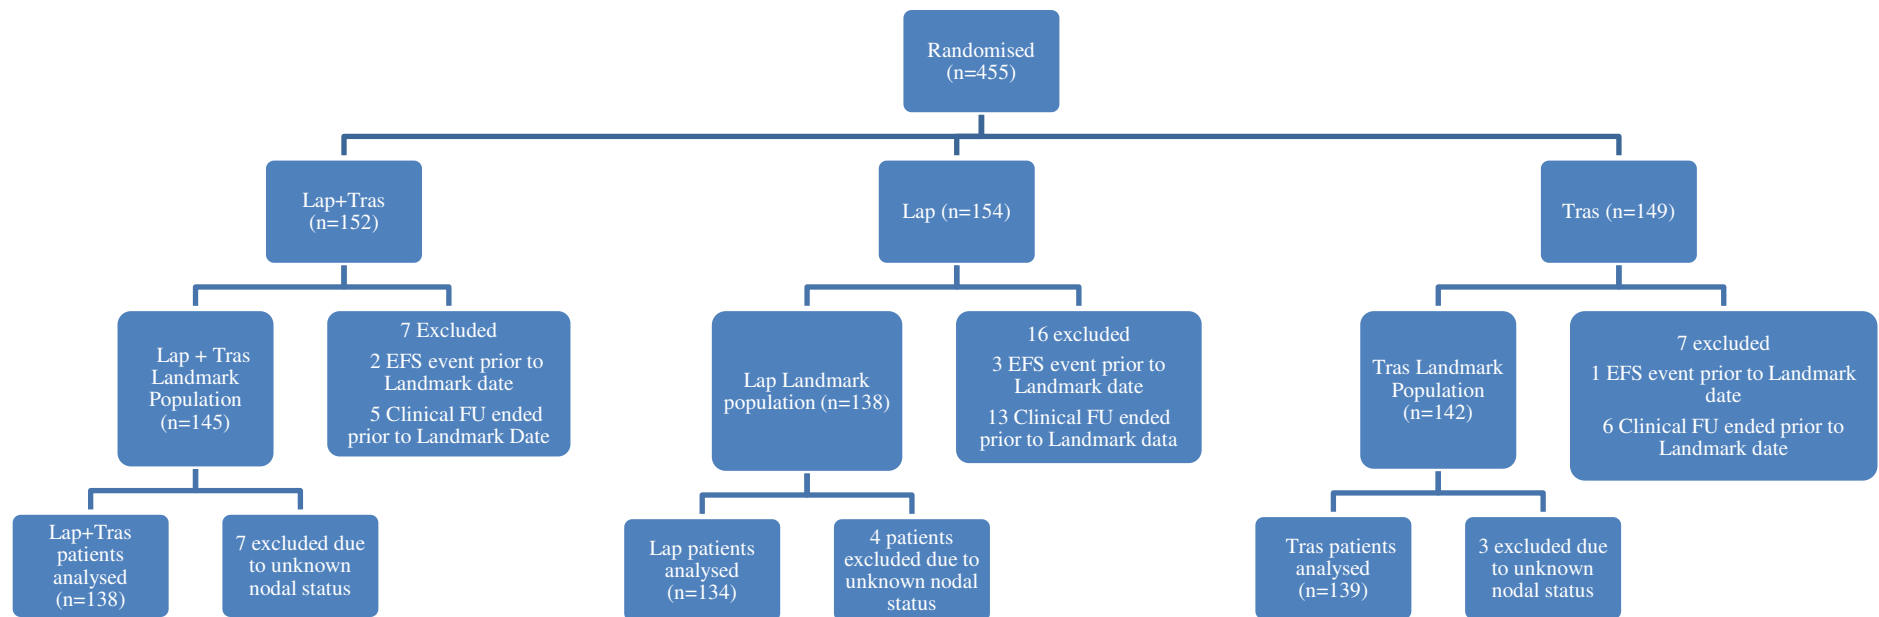 Randomised
(n=455)
Lap+Tras
(n=152)
Lap (n=154)
Tras (n=149)
Lap + Tras
Landmark
Population
(n=145)
7 Excluded
2 EFS event prior to
Landmark date
5 Clinical FU ended
prior to Landmark Date
Lap Landmark
population (n=138)
16 excluded
3 EFS event prior to
Landmark date
13 Clinical FU ended
prior to Landmark data
Tras Landmark
Population
(n=142)
7 excluded
1 EFS event prior to Landmark
date
6 Clinical FU ended prior to
Landmark date
Lap+Tras
patients
analysed
(n=138)
7 excluded due
to unknown
nodal status
Lap patients
analysed
(n=134)
4 patients
excluded due to
unknown nodal
status
Tras patients
analysed
(n=139)
3 excluded due
to unknown
nodal status